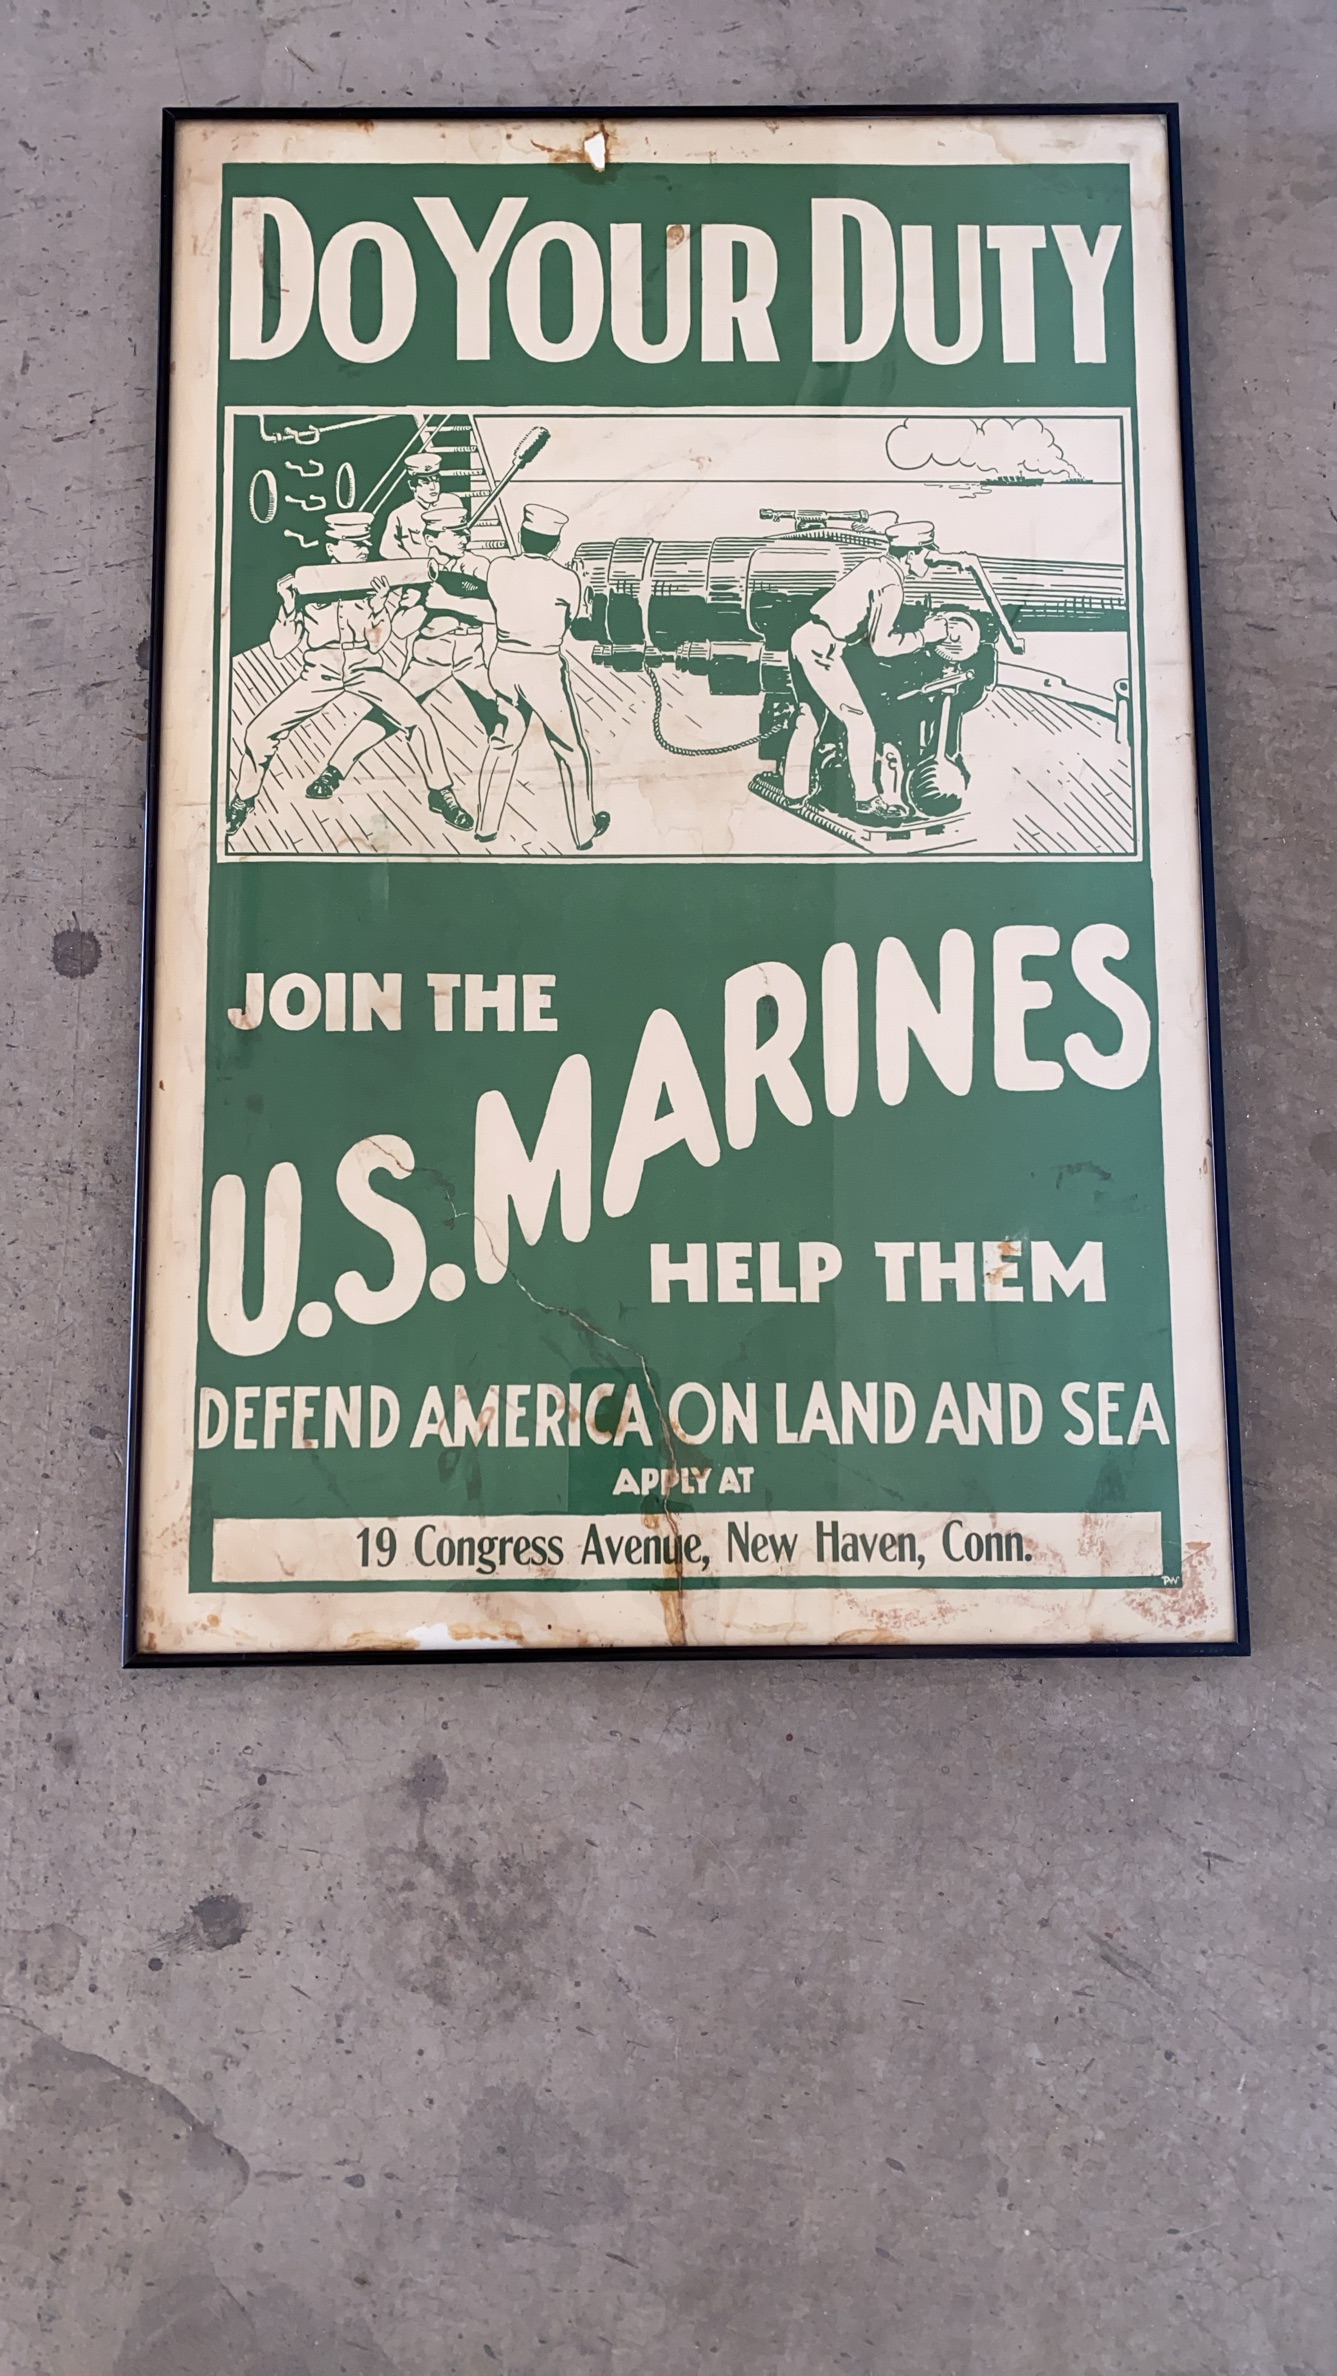 DO YOUR DUTY
JOIN THE
U.S. MARINES
HELP THEM
DEFEND AMERICA ON LAND AND SEA
APPLY AT
19 Congress Avenue, New Haven, Conn.
PW